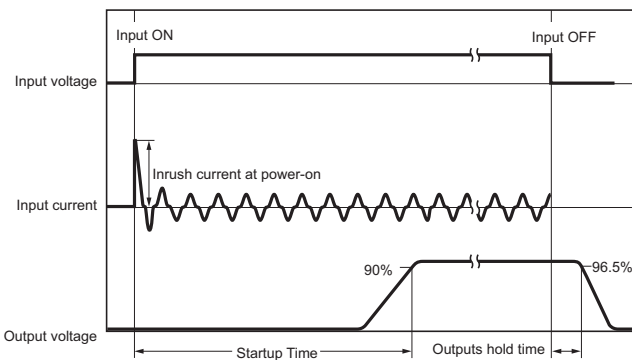 Input ON
Input OFF
Input voltage
Inrush current at power-on
Input current
90%
96.5%
Output voltage
Startup Time
Outputs hold time